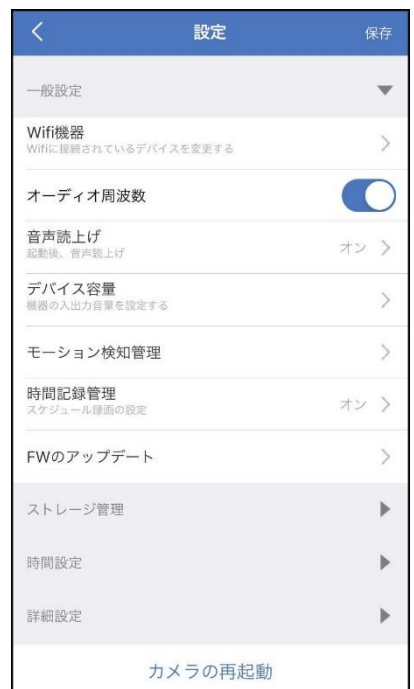 設定
保存
一般設定
Wifi機器
Wifiに接続されているデバイスを変更する
オーディオ周波数
音声読上げ
起動後、音声読上げ
オン
デバイス容量
機器の入出力音量を設定する
モーション検知管理
時間記録管理
スケジュール録画の設定
オン
FWのアップデート
ストレージ管理
時間設定
詳細設定
カメラの再起動